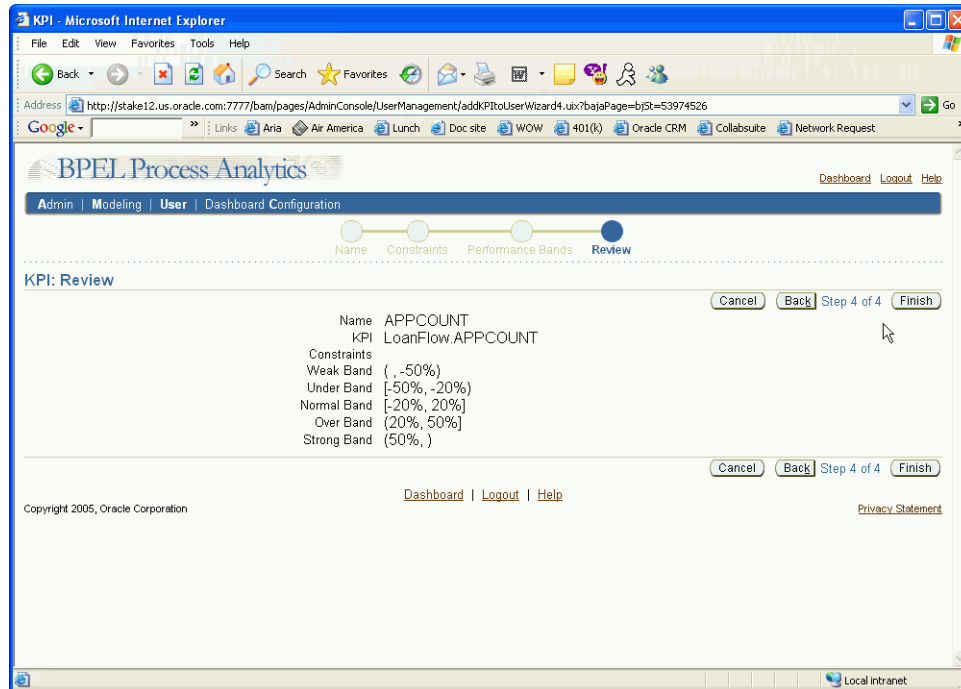 KPI - Microsoft Internet Explorer
File Edit View Favorites Tools Help
Back Search Favorites
Address http://stake12.us.oracle.com:7777/bam/pages/AdminConsole/UserManagement/addKPItoUserWizard4.uix?bajaPage=bjSt=53974526 Go
Google Links Aria Air America Lunch Doc site WOW 401(k) Oracle CRM Collabsuite Network Request
BPEL Process Analytics
Dashboard Logout Help
Admin | Modeling | User | Dashboard Configuration
Name Constraints Performance Bands Review
KPI: Review
Cancel Back Step 4 of 4 Finish
Name APPCOUNT
KPI LoanFlow.APPCOUNT
Constraints
Weak Band ( , -50%)
Under Band [-50%, -20%)
Normal Band [-20%, 20%]
Over Band (20%, 50%]
Strong Band (50%, )
Cancel Back Step 4 of 4 Finish
Dashboard | Logout | Help
Copyright 2005, Oracle Corporation Privacy Statement
Local intranet